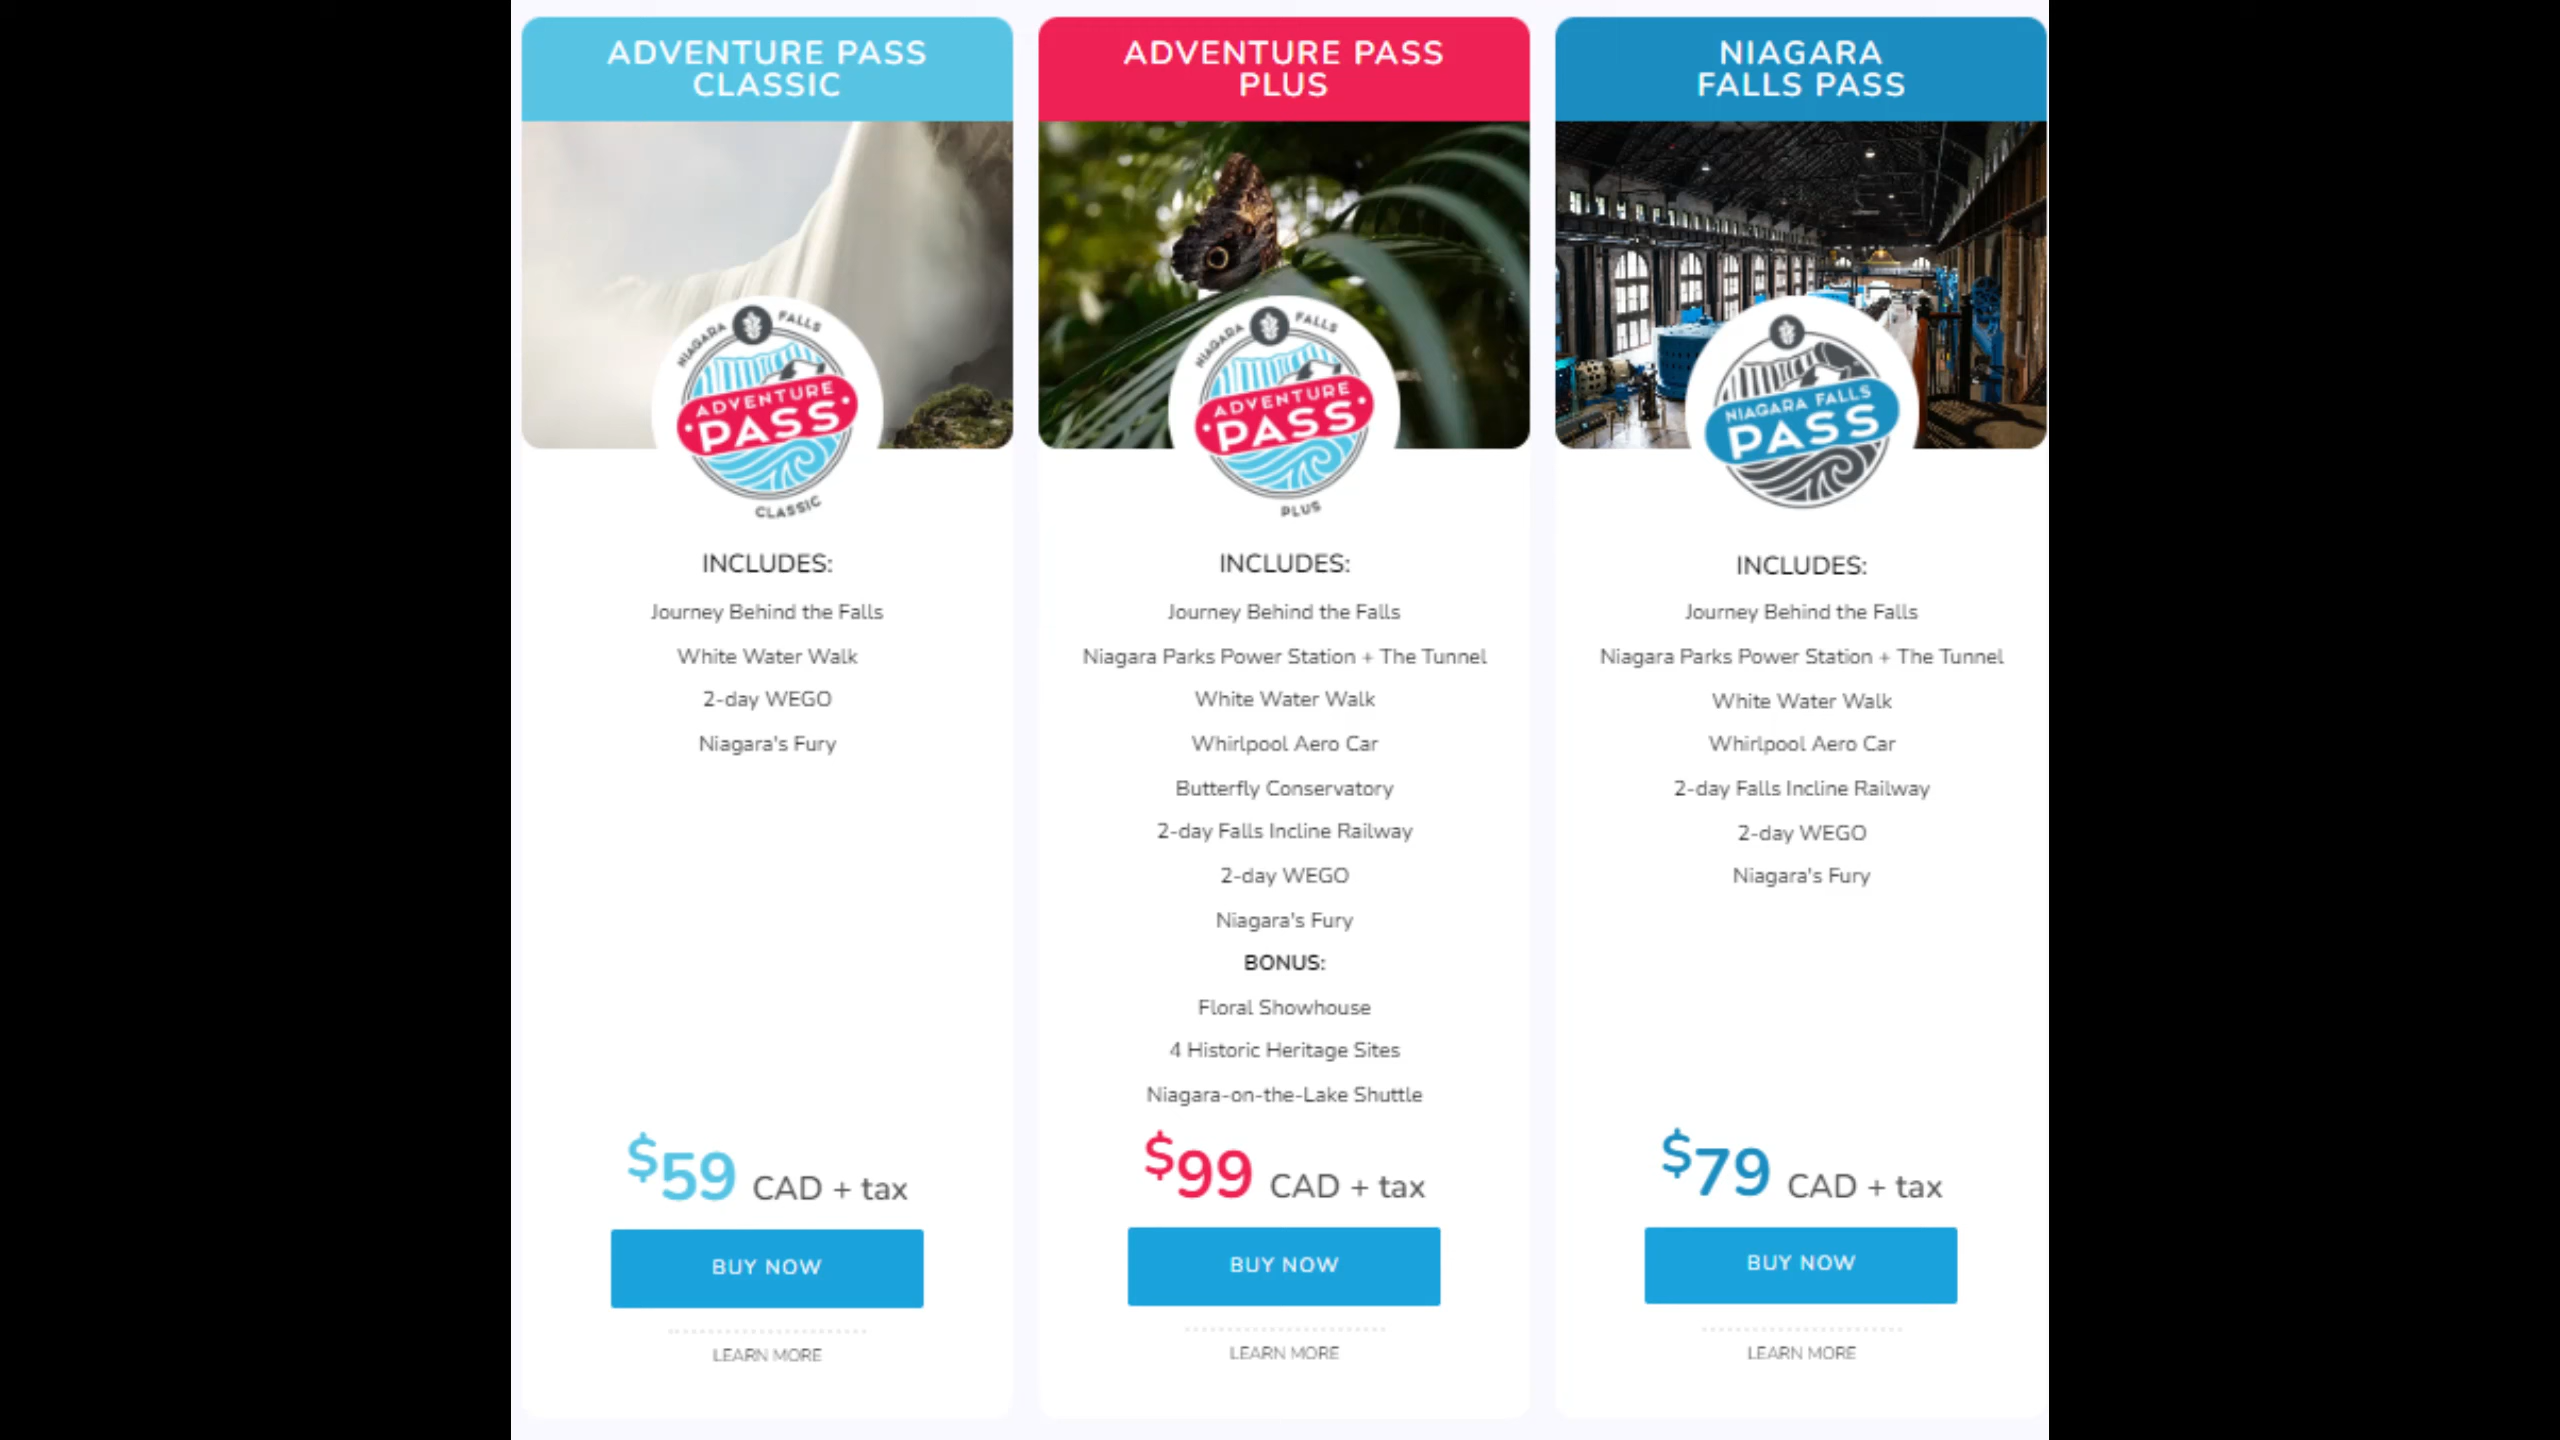 ADVENTURE PASS
CLASSIC
NIAGARA FALLS
ADVENTURE
PASS
CLASSIC
INCLUDES:
Journey Behind the Falls
White Water Walk
2-day WEGO
Niagara's Fury
$59 CAD + tax
BUY NOW
LEARN MORE
ADVENTURE PASS
PLUS
NIAGARA FALLS
ADVENTURE
PASS
PLUS
INCLUDES:
Journey Behind the Falls
Niagara Parks Power Station + The Tunnel
White Water Walk
Whirlpool Aero Car
Butterfly Conservatory
2-day Falls Incline Railway
2-day WEGO
Niagara's Fury
BONUS:
Floral Showhouse
4 Historic Heritage Sites
Niagara-on-the-Lake Shuttle
$99 CAD + tax
BUY NOW
LEARN MORE
NIAGARA
FALLS PASS
NIAGARA FALLS
PASS
INCLUDES:
Journey Behind the Falls
Niagara Parks Power Station + The Tunnel
White Water Walk
Whirlpool Aero Car
2-day Falls Incline Railway
2-day WEGO
Niagara's Fury
$79 CAD + tax
BUY NOW
LEARN MORE